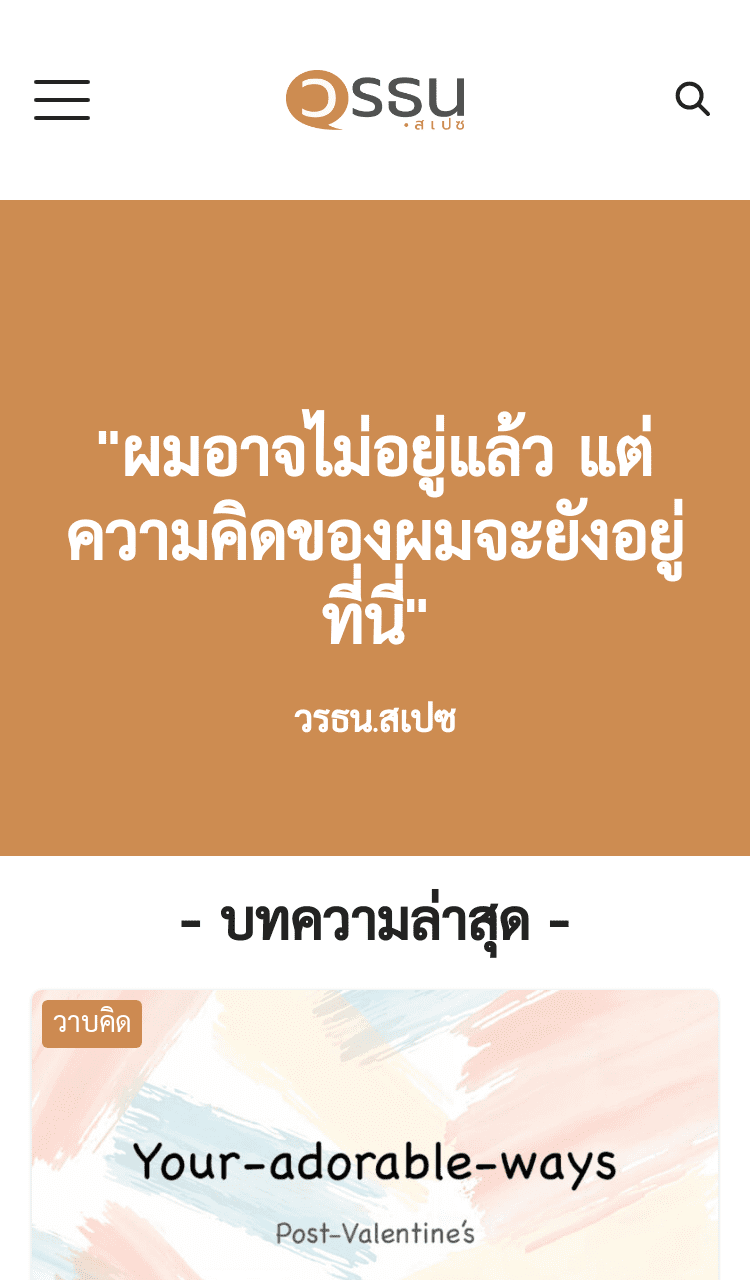 วรรน
•สเปซ
"ผมอาจไม่อยู่แล้ว แต่
ความคิดของผมจะยังอยู่
ที่นี่"
วรธน.สเปซ
- บทความล่าสุด -
วาบคิด
Your-adorable-ways
Post-Valentine's